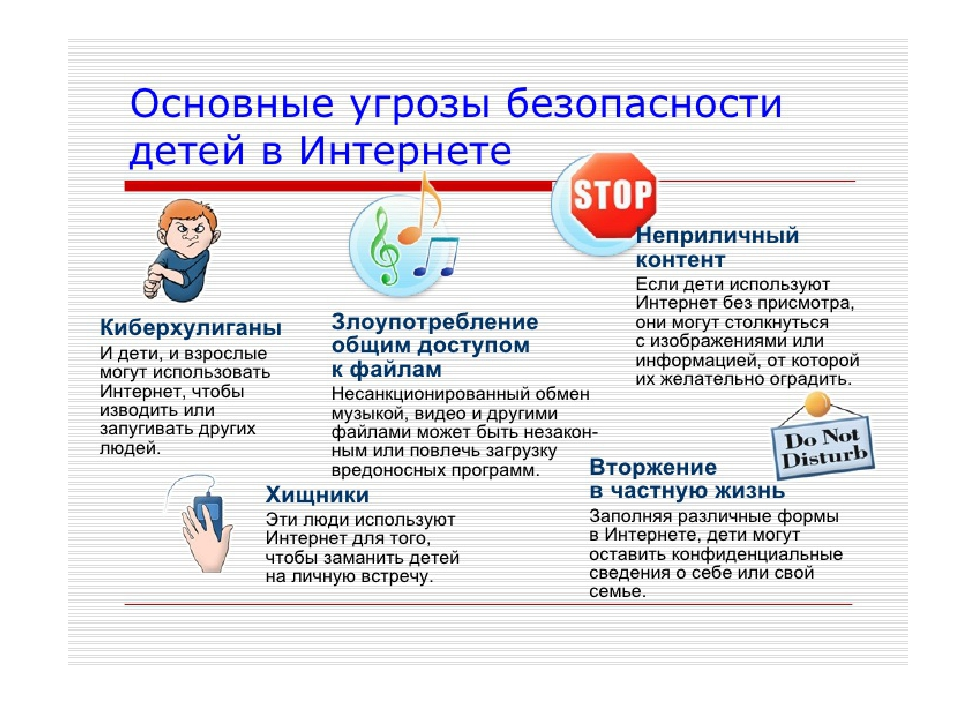 Основные угрозы безопасности
детей в Интернете
STOP
Неприличный
контент
Если дети используют
Интернет без присмотра,
они могут столкнуться
с изображениями или
информацией, от которой
их желательно оградить.
Киберхулиганы
И дети, и взрослые
могут использовать
Интернет, чтобы
изводить или
запугивать других
людей.
Злоупотребление
общим доступом
к файлам
Несанкционированный обмен
музыкой, видео и другими
файлами может быть незакон-
ным или повлечь загрузку
вредоносных программ.
Do Not
Disturb
Хищники
Эти люди используют
Интернет для того,
чтобы заманить детей
на личную встречу.
Вторжение
в частную жизнь
Заполняя различные формы
в Интернете, дети могут
оставить конфиденциальные
сведения о себе или свой
семье.